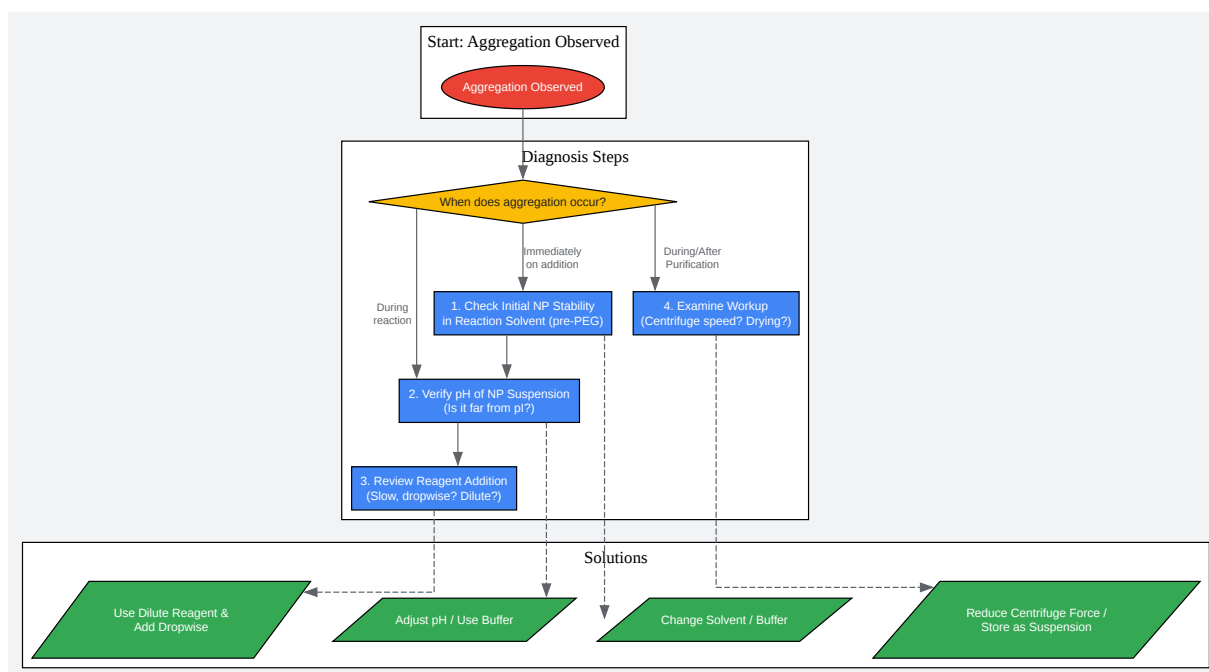 Start: Aggregation Observed
Aggregation Observed
Diagnosis Steps
When does aggregation occur?
Immediately
on addition
During/After
Purification
During
reaction
1. Check Initial NP Stability
in Reaction Solvent (pre-PEG)
4. Examine Workup
(Centrifuge speed? Drying?)
2. Verify pH of NP Suspension
(Is it far from pI?)
3. Review Reagent Addition
(Slow, dropwise? Dilute?)
Solutions
Use Dilute Reagent &
Add Dropwise
Adjust pH / Use Buffer
Change Solvent / Buffer
Reduce Centrifuge Force /
Store as Suspension